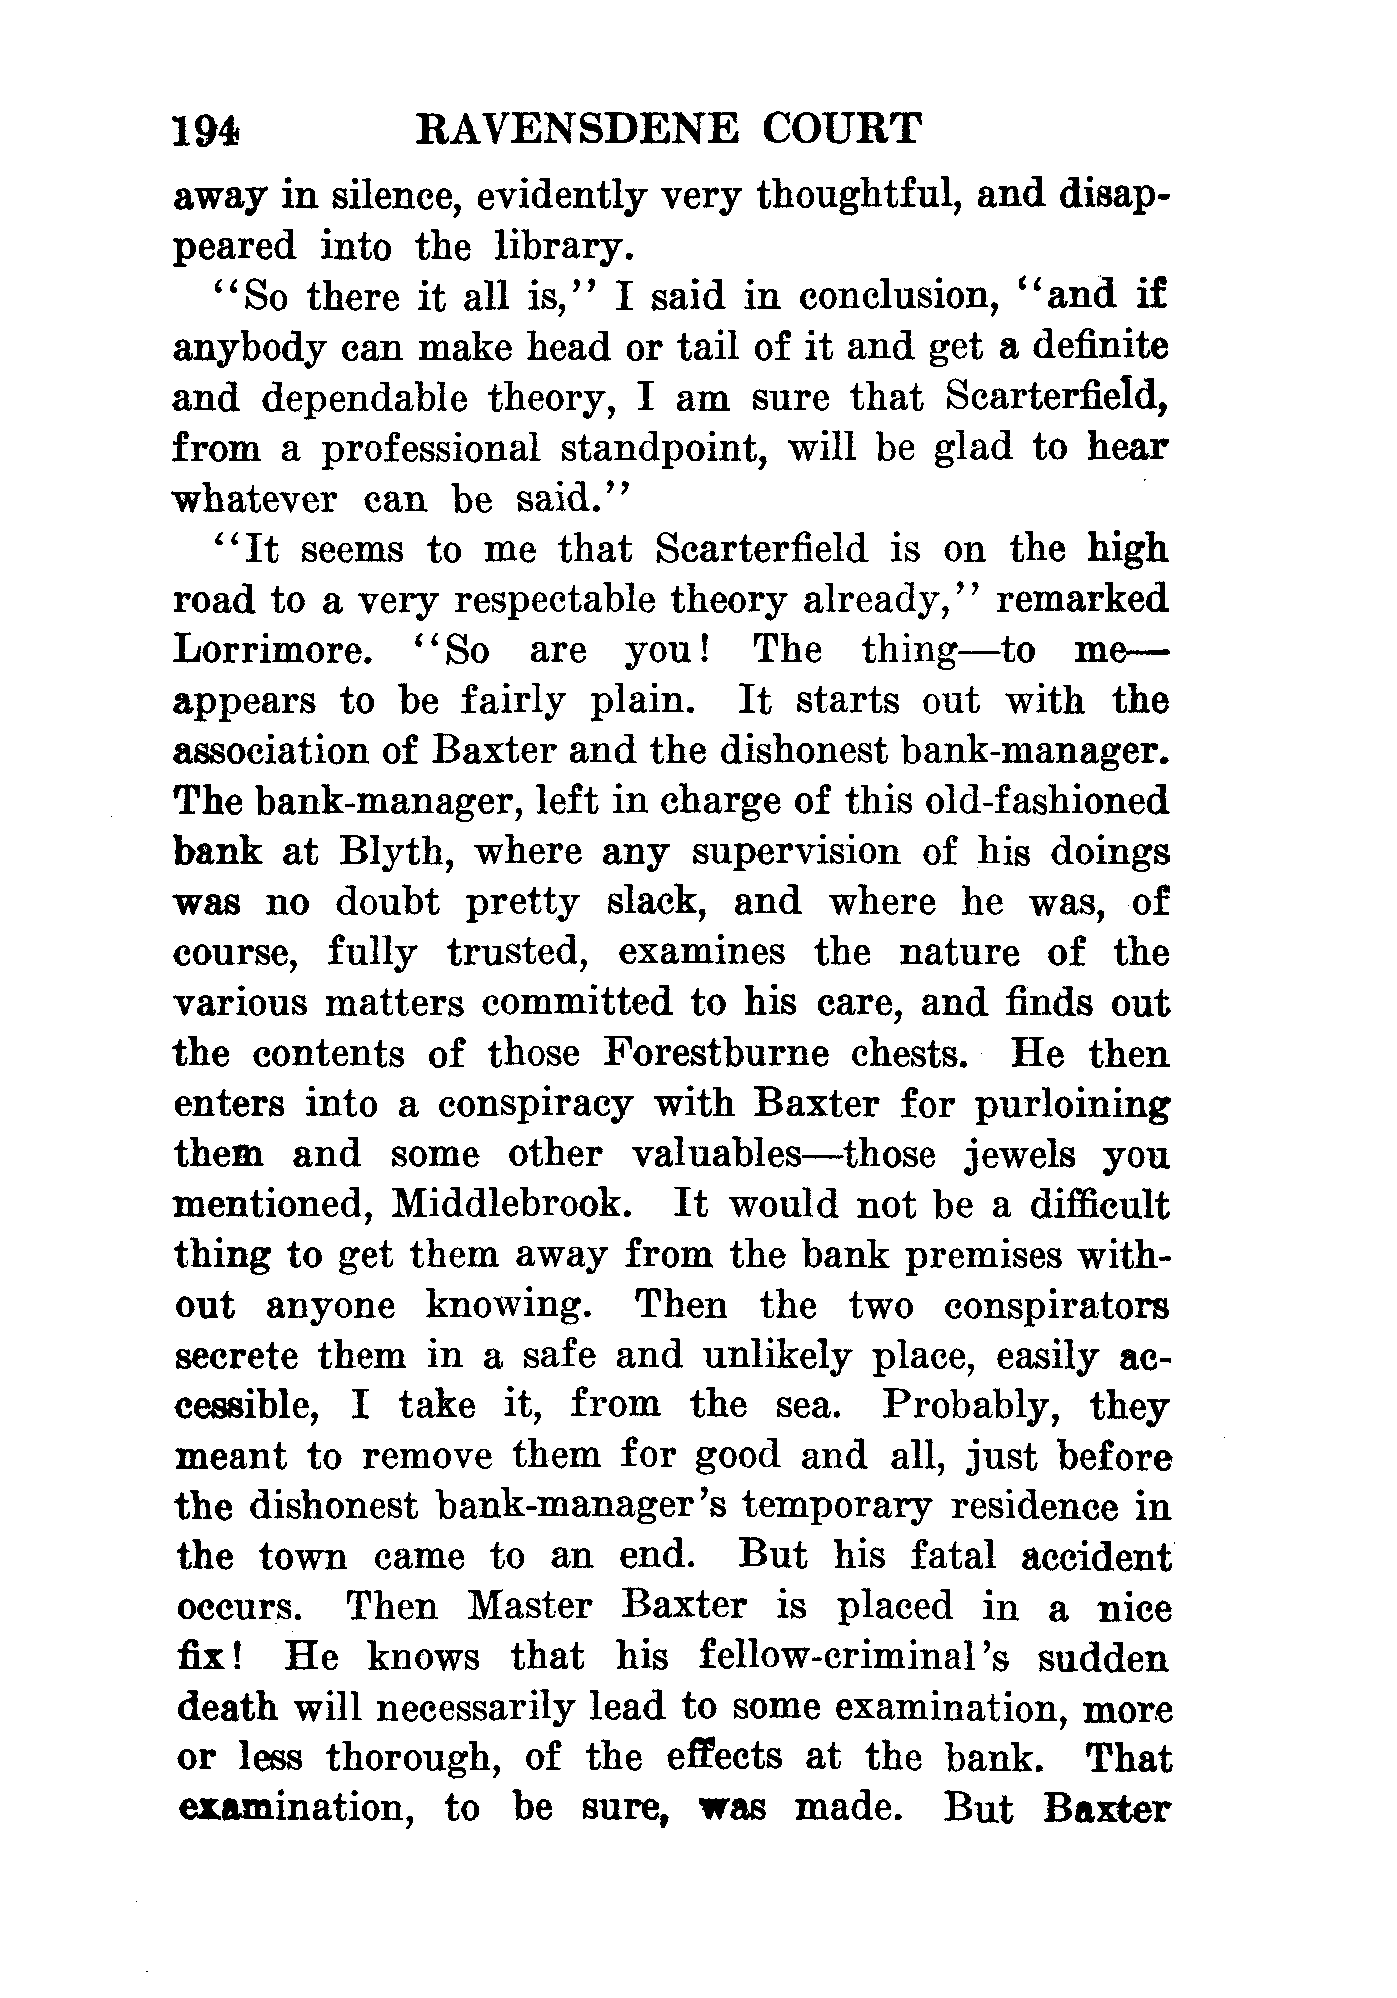 194 RAVENSDENE COURT
away in silence, evidently very thoughtful, and disap-
peared into the library.
"So there it all is," I said in conclusion, "and if
anybody can make head or tail of it and get a definite
and dependable theory, I am sure that Scarterfield,
from a professional standpoint, will be glad to hear
whatever can be said."
"It seems to me that Scarterfield is on the high
road to a very respectable theory already," remarked
Lorrimore. "So are you! The thing—to me—
appears to be fairly plain. It starts out with the
association of Baxter and the dishonest bank-manager.
The bank-manager, left in charge of this old-fashioned
bank at Blyth, where any supervision of his doings
was no doubt pretty slack, and where he was, of
course, fully trusted, examines the nature of the
various matters committed to his care, and finds out
the contents of those Forestburne chests. He then
enters into a conspiracy with Baxter for purloining
them and some other valuables—those jewels you
mentioned, Middlebrook. It would not be a difficult
thing to get them away from the bank premises with-
out anyone knowing. Then the two conspirators
secrete them in a safe and unlikely place, easily ac-
cessible, I take it, from the sea. Probably, they
meant to remove them for good and all, just before
the dishonest bank-manager's temporary residence in
the town came to an end. But his fatal accident
occurs. Then Master Baxter is placed in a nice
fix! He knows that his fellow-criminal's sudden
death will necessarily lead to some examination, more
or less thorough, of the effects at the bank. That
examination, to be sure, was made. But Baxter